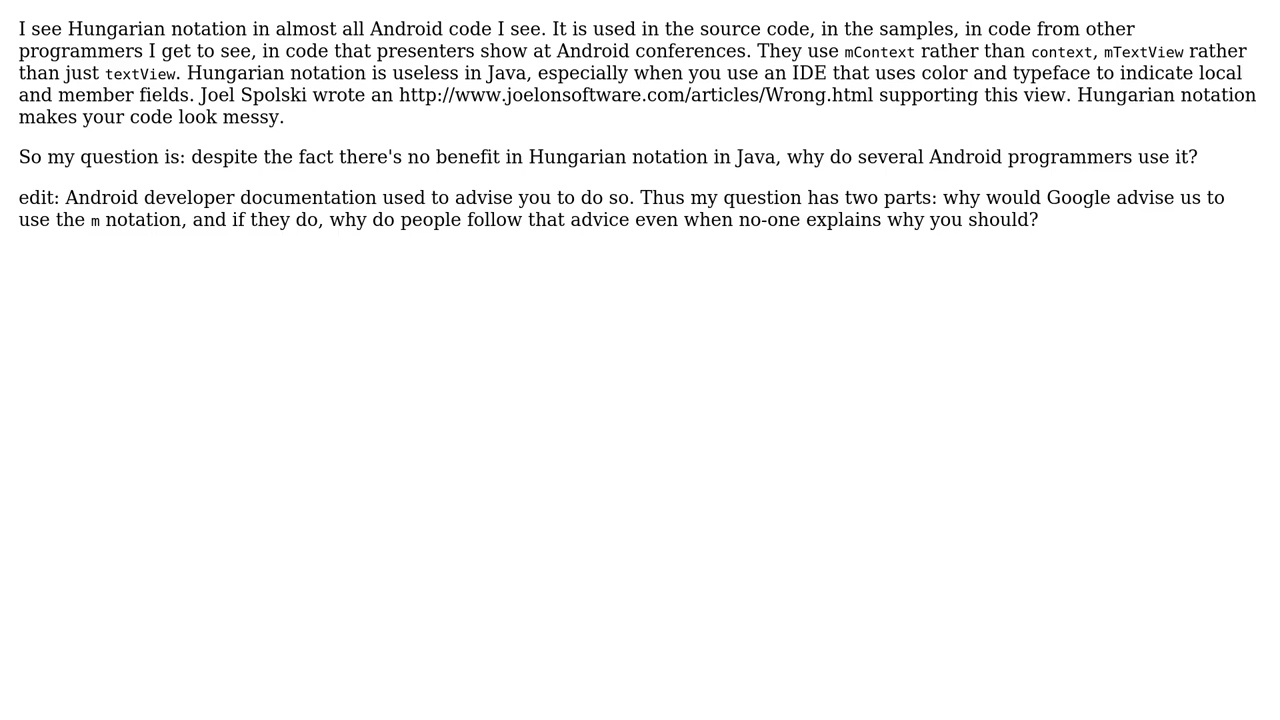 I see Hungarian notation in almost all Android code I see. It is used in the source code, in the samples, in code from other
programmers I get to see, in code that presenters show at Android conferences. They use mContext rather than context, mTextView rather
than just textView. Hungarian notation is useless in Java, especially when you use an IDE that uses color and typeface to indicate local
and member fields. Joel Spolski wrote an http://www.joelonsoftware.com/articles/Wrong.html supporting this view. Hungarian notation
makes your code look messy.
So my question is: despite the fact there's no benefit in Hungarian notation in Java, why do several Android programmers use it?
edit: Android developer documentation used to advise you to do so. Thus my question has two parts: why would Google advise us to
use the m notation, and if they do, why do people follow that advice even when no-one explains why you should?